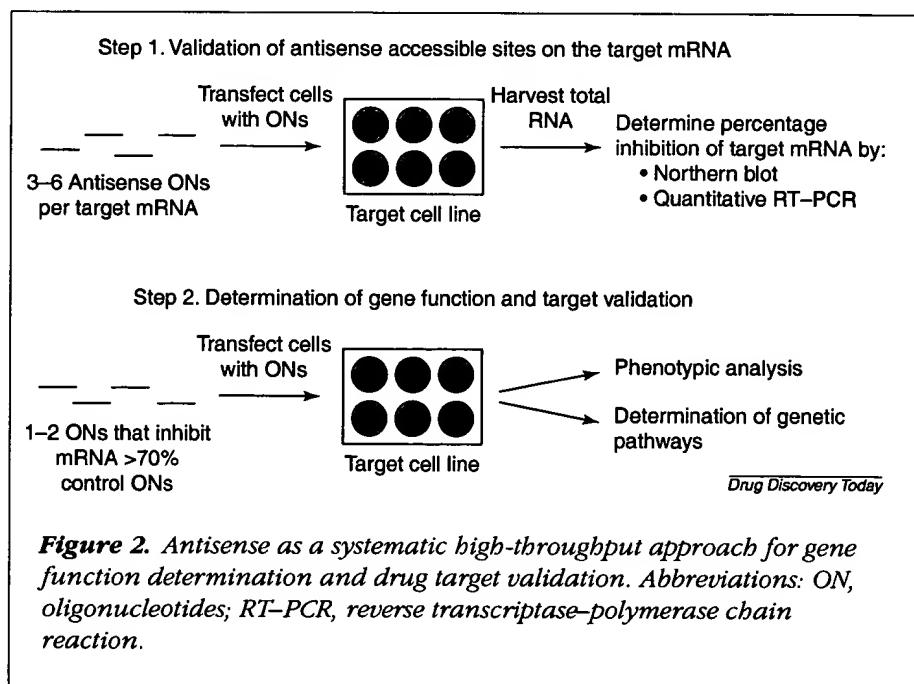 Step 1. Validation of antisense accessible sites on the target mRNA
Transfect cells
with ONs
Harvest total
RNA
3–6 Antisense ONs
per target mRNA
Target cell line
Determine percentage
inhibition of target mRNA by:
• Northern blot
• Quantitative RT–PCR
Step 2. Determination of gene function and target validation
Transfect cells
with ONs
1–2 ONs that inhibit
mRNA >70%
control ONs
Target cell line
Phenotypic analysis
Determination of genetic
pathways
Drug Discovery Today
Figure 2. Antisense as a systematic high-throughput approach for gene
function determination and drug target validation. Abbreviations: ON,
oligonucleotides; RT–PCR, reverse transcriptase–polymerase chain
reaction.